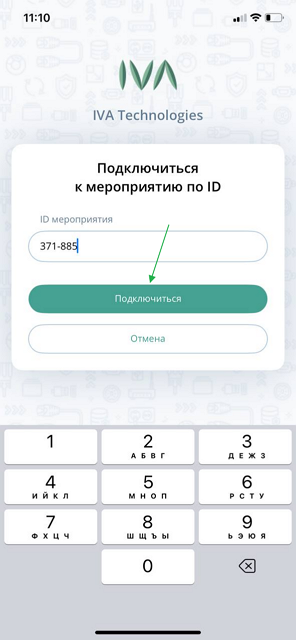 11:10
IVA
IVA Technologies
Подключиться
к мероприятию по ID
ID мероприятия
371-885
Подключиться
Отмена
1 2 3
А Б В Г Д Е Ж З
4 5 6
И Й К Л М Н О П Р С Т У
7 8 9
Ф Х Ц Ч Ш Щ Ъ Ы Ь Э Ю Я
0